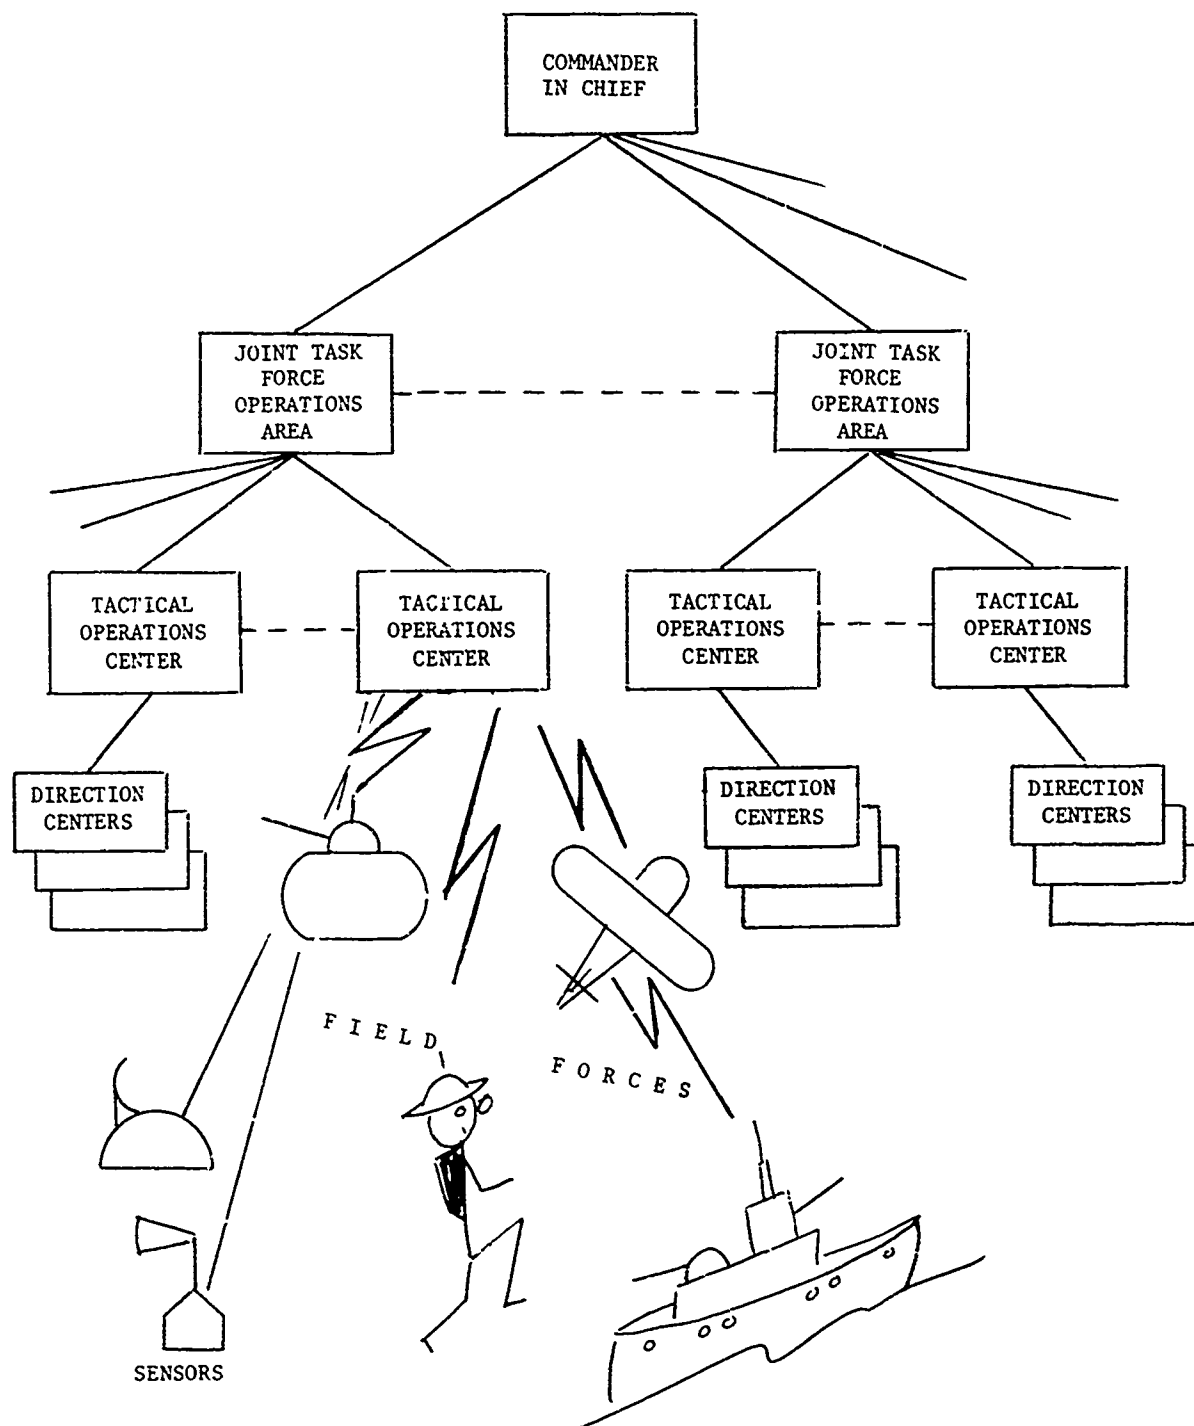 COMMANDER
IN CHIEF
JOINT TASK
FORCE
OPERATIONS
AREA
JOINT TASK
FORCE
OPERATIONS
AREA
TACTICAL
OPERATIONS
CENTER
TACTICAL
OPERATIONS
CENTER
TACTICAL
OPERATIONS
CENTER
TACTICAL
OPERATIONS
CENTER
DIRECTION
CENTERS
DIRECTION
CENTERS
DIRECTION
CENTERS
FIELD
FORCES
SENSORS